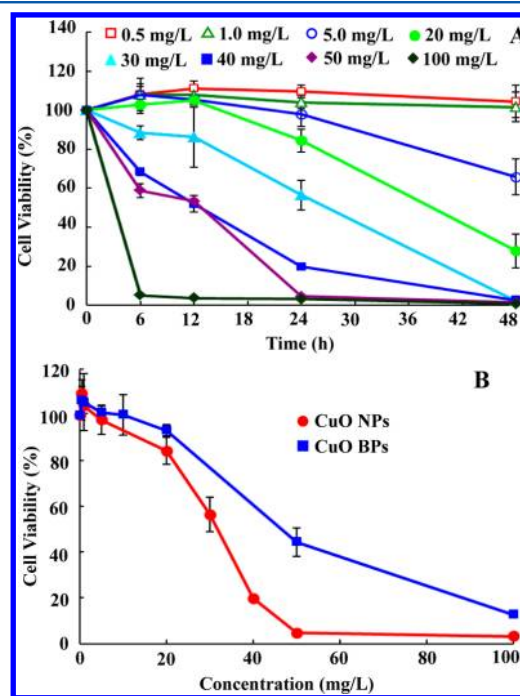 0.5 mg/L 1.0 mg/L 5.0 mg/L 20 mg/L A
30 mg/L 40 mg/L 50 mg/L 100 mg/L
140
120
100
80
60
40
20
0
Cell Viability (%)
0 6 12 18 24 30 36 42 48
Time (h)
B
CuO NPs
CuO BPs
120
100
80
60
40
20
0
Cell Viability (%)
0 20 40 60 80 100
Concentration (mg/L)